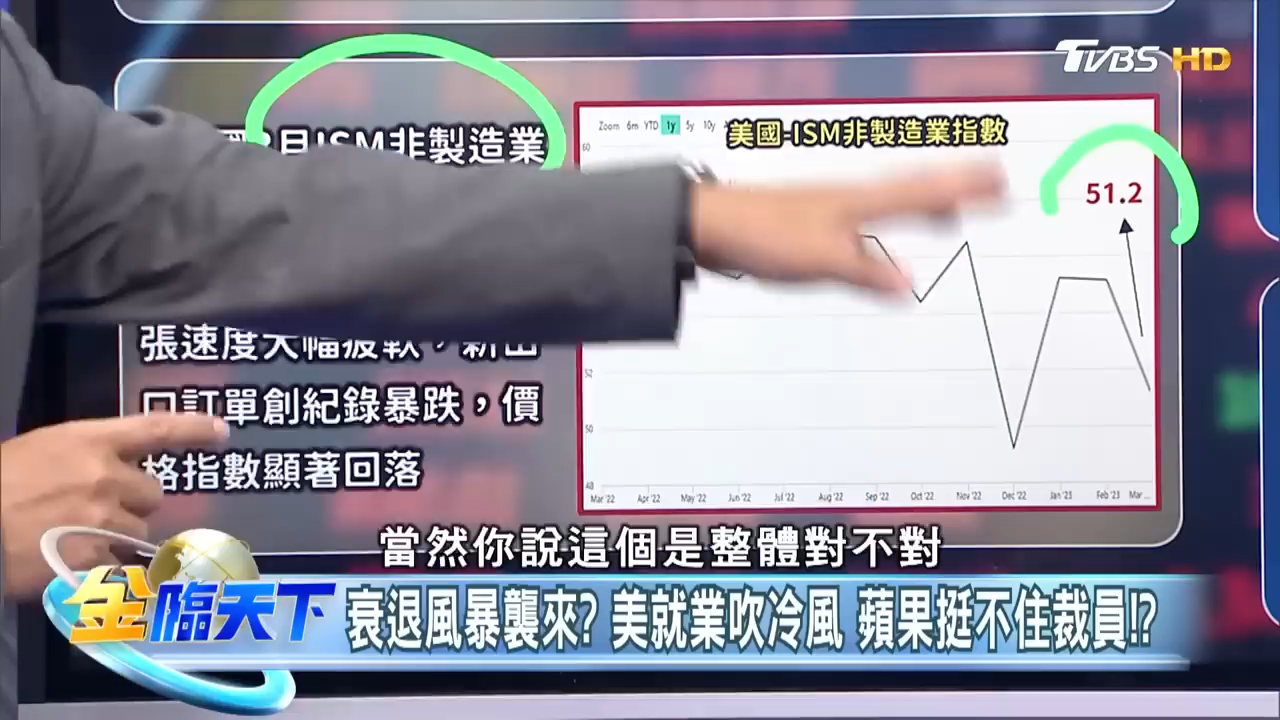 TVBS HD
月ISM非製造業
張速度大幅疲軟，新出
口訂單創紀錄暴跌，價
格指數顯著回落
Zoom 6m YTD 1y 5y 10y
美國-ISM非製造業指數
60
51.2
52
50
48
Mar '22 Apr '22 May '22 Jun '22 Jul '22 Aug '22 Sep '22 Oct '22 Nov '22 Dec '22 Jan '23 Feb '23 Mar ...
當然你說這個是整體對不對
金臨天下
衰退風暴襲來? 美就業吹冷風 蘋果挺不住裁員!?